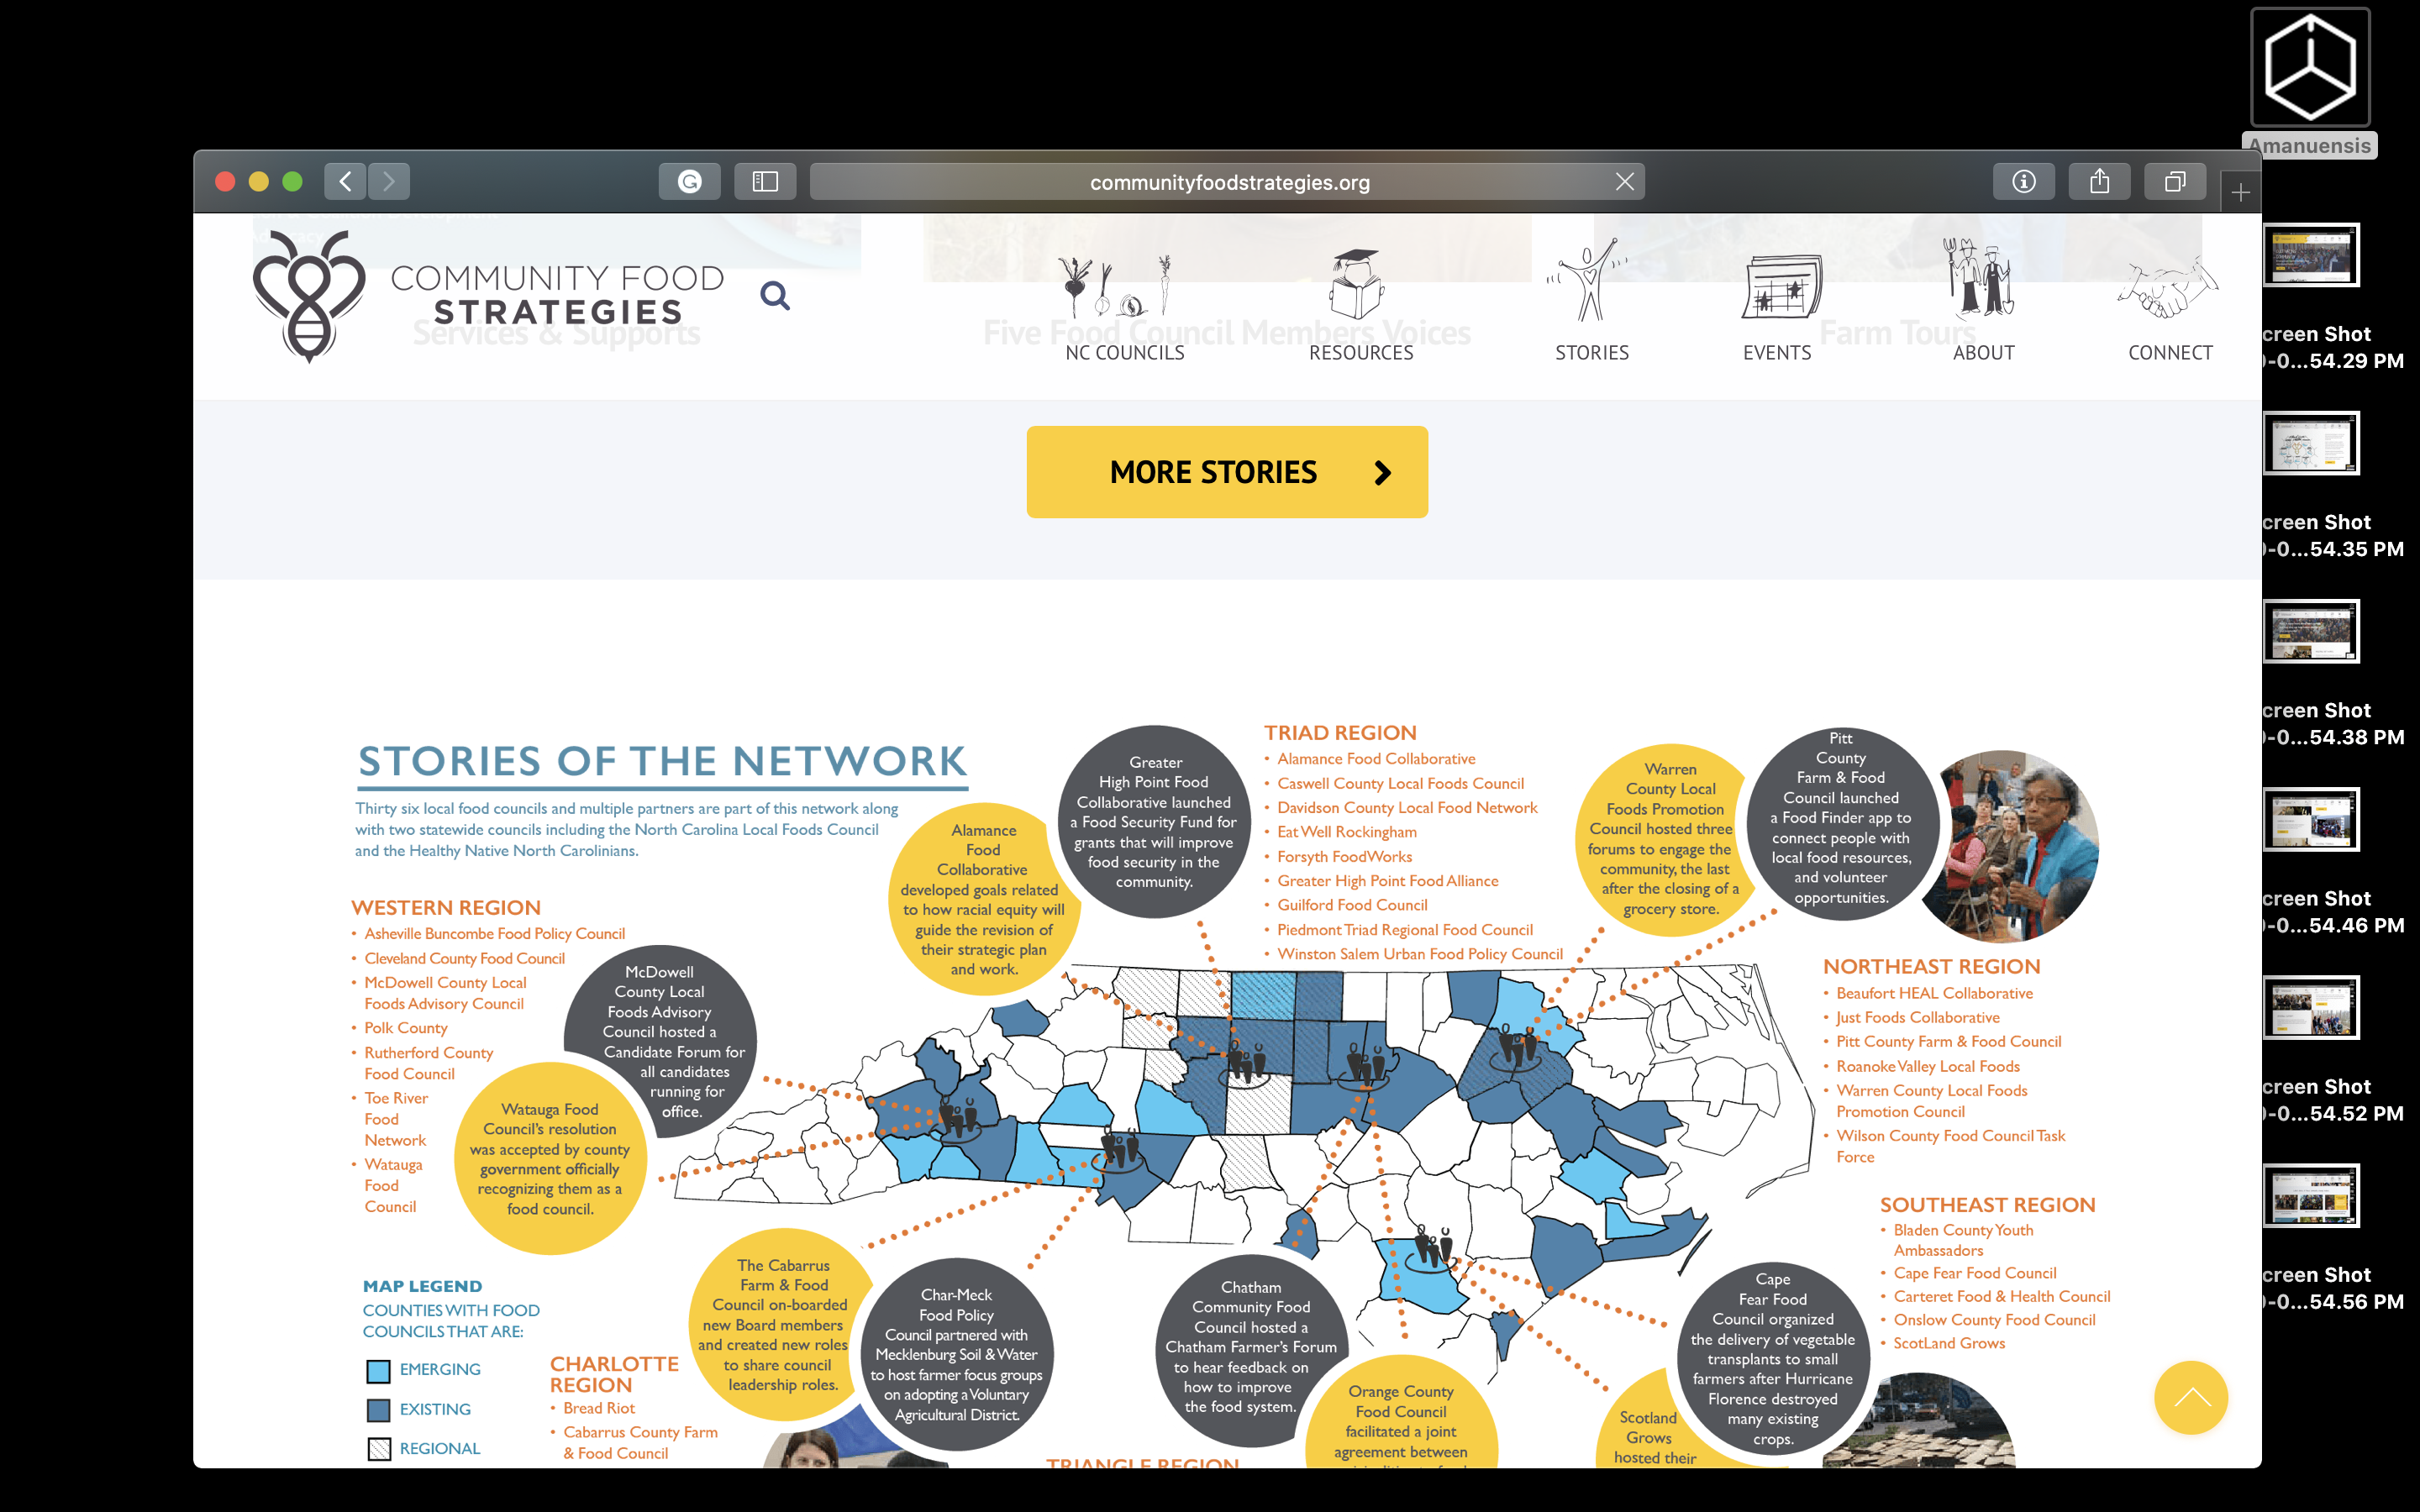 Amanuensis
communityfoodstrategies.org
COMMUNITY FOOD
STRATEGIES
Services & Supports
Five Food Council Members Voices
Farm Tours
NC COUNCILS
RESOURCES
STORIES
EVENTS
ABOUT
CONNECT
MORE STORIES
creen Shot
-0...54.29 PM
creen Shot
-0...54.35 PM
creen Shot
-0...54.38 PM
creen Shot
-0...54.46 PM
creen Shot
-0...54.52 PM
creen Shot
-0...54.56 PM
STORIES OF THE NETWORK
Thirty six local food councils and multiple partners are part of this network along
with two statewide councils including the North Carolina Local Foods Council
and the Healthy Native North Carolinians.
WESTERN REGION
• Asheville Buncombe Food Policy Council
• Cleveland County Food Council
• McDowell County Local
Foods Advisory Council
• Polk County
• Rutherford County
Food Council
• Toe River
Food
Network
• Watauga
Food
Council
McDowell
County Local
Foods Advisory
Council hosted a
Candidate Forum for
all candidates
running for
office.
Watauga Food
Council's resolution
was accepted by county
government officially
recognizing them as a
food council.
Alamance
Food
Collaborative
developed goals related
to how racial equity will
guide the revision of
their strategic plan
and work.
Greater
High Point Food
Collaborative launched
a Food Security Fund for
grants that will improve
food security in the
community.
TRIAD REGION
• Alamance Food Collaborative
• Caswell County Local Foods Council
• Davidson County Local Food Network
• Eat Well Rockingham
• Forsyth FoodWorks
• Greater High Point Food Alliance
• Guilford Food Council
• Piedmont Triad Regional Food Council
• Winston Salem Urban Food Policy Council
Warren
County Local
Foods Promotion
Council hosted three
forums to engage the
community, the last
after the closing of a
grocery store.
Pitt
County
Farm & Food
Council launched
a Food Finder app to
connect people with
local food resources,
and volunteer
opportunities.
NORTHEAST REGION
• Beaufort HEAL Collaborative
• Just Foods Collaborative
• Pitt County Farm & Food Council
• Roanoke Valley Local Foods
• Warren County Local Foods
Promotion Council
• Wilson County Food Council Task
Force
SOUTHEAST REGION
• Bladen County Youth
Ambassadors
• Cape Fear Food Council
• Carteret Food & Health Council
• Onslow County Food Council
• ScotLand Grows
MAP LEGEND
COUNTIES WITH FOOD
COUNCILS THAT ARE:
EMERGING
EXISTING
REGIONAL
CHARLOTTE
REGION
• Bread Riot
• Cabarrus County Farm
& Food Council
The Cabarrus
Farm & Food
Council on-boarded
new Board members
and created new roles
to share council
leadership roles.
Char-Meck
Food Policy
Council partnered with
Mecklenburg Soil & Water
to host farmer focus groups
on adopting a Voluntary
Agricultural District.
Chatham
Community Food
Council hosted a
Chatham Farmer's Forum
to hear feedback on
how to improve
the food system.
TRIANGLE REGION
Orange County
Food Council
facilitated a joint
agreement between
Scotland
Grows
hosted their
Cape
Fear Food
Council organized
the delivery of vegetable
transplants to small
farmers after Hurricane
Florence destroyed
many existing
crops.